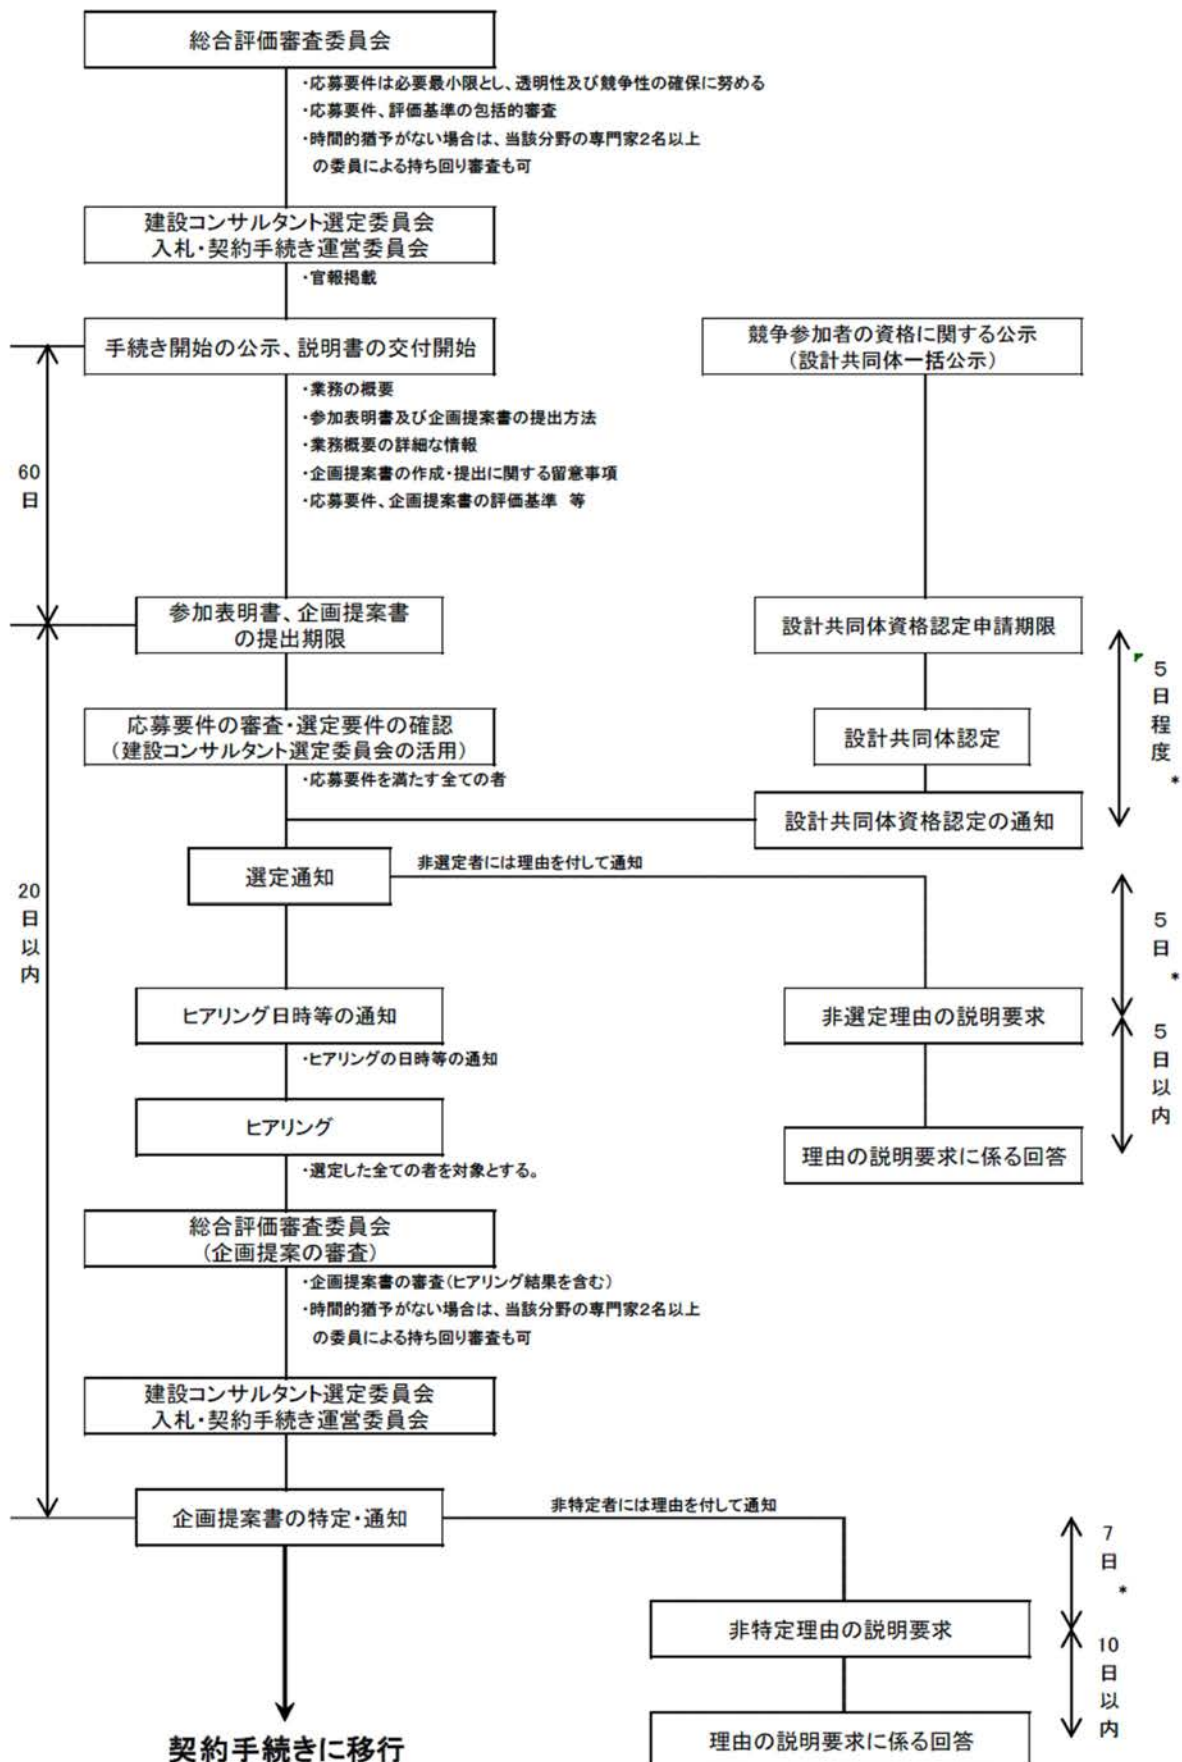 総合評価審査委員会
・応募要件は必要最小限とし、透明性及び競争性の確保に努める
・応募要件、評価基準の包括的審査
・時間的猶予がない場合は、当該分野の専門家2名以上
の委員による持ち回り審査も可
建設コンサルタント選定委員会
入札・契約手続き運営委員会
・官報掲載
手続き開始の公示、説明書の交付開始
競争参加者の資格に関する公示
(設計共同体一括公示)
・業務の概要
・参加表明書及び企画提案書の提出方法
・業務概要の詳細な情報
・企画提案書の作成・提出に関する留意事項
・応募要件、企画提案書の評価基準　等
60日
参加表明書、企画提案書
の提出期限
設計共同体資格認定申請期限
5日程度*
応募要件の審査・選定要件の確認
(建設コンサルタント選定委員会の活用)
設計共同体認定
・応募要件を満たす全ての者
設計共同体資格認定の通知
選定通知
非選定者には理由を付して通知
20日以内
5日*
ヒアリング日時等の通知
非選定理由の説明要求
・ヒアリングの日時等の通知
5日以内
ヒアリング
理由の説明要求に係る回答
・選定した全ての者を対象とする。
総合評価審査委員会
(企画提案の審査)
・企画提案書の審査(ヒアリング結果を含む)
・時間的猶予がない場合は、当該分野の専門家2名以上
の委員による持ち回り審査も可
建設コンサルタント選定委員会
入札・契約手続き運営委員会
企画提案書の特定・通知
非特定者には理由を付して通知
7日*
非特定理由の説明要求
10日以内
理由の説明要求に係る回答
契約手続きに移行